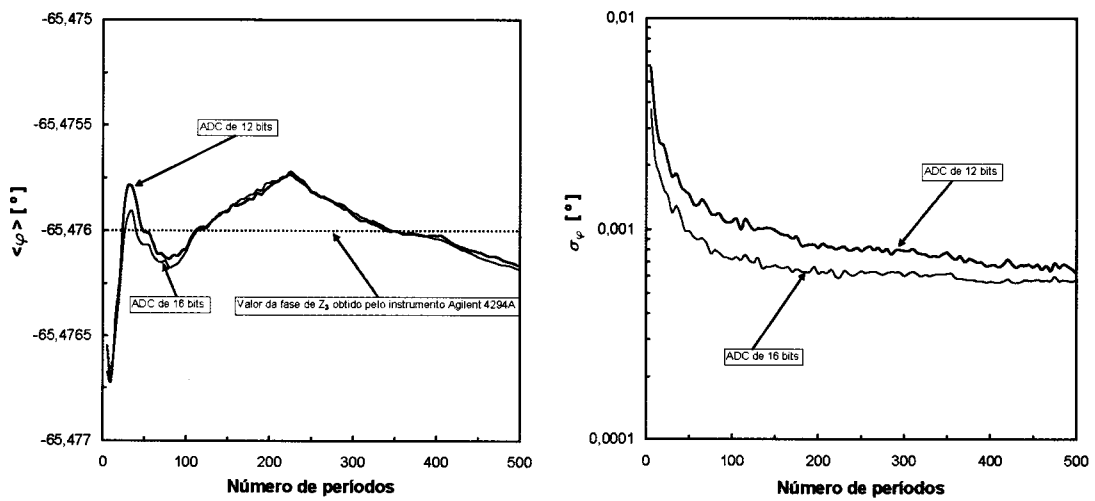 -65,475
-65,4755
-65,476
-65,4765
-65,477
<φ> [ º ]
ADC de 12 bits
ADC de 16 bits
Valor da fase de Z3 obtido pelo instrumento Agilent 4294A
0 100 200 300 400 500
Número de períodos
0,01
0,001
0,0001
σφ [ º ]
ADC de 12 bits
ADC de 16 bits
0 100 200 300 400 500
Número de períodos